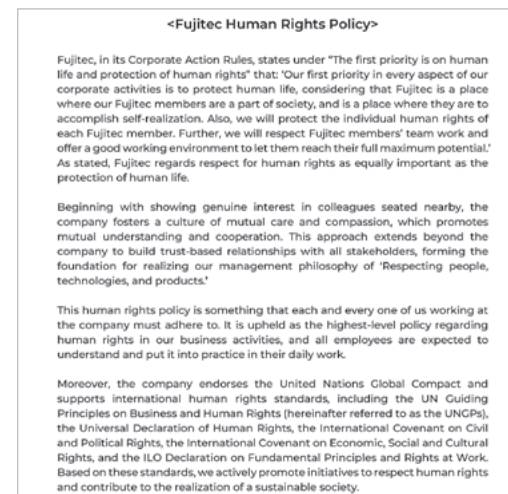 <Fujitec Human Rights Policy>
Fujitec, in its Corporate Action Rules, states under “The first priority is on human
life and protection of human rights” that: ‘Our first priority in every aspect of our
corporate activities is to protect human life, considering that Fujitec is a place
where our Fujitec members are a part of society, and is a place where they are to
accomplish self-realization. Also, we will protect the individual human rights of
each Fujitec member. Further, we will respect Fujitec members’ team work and
offer a good working environment to let them reach their full maximum potential.’
As stated, Fujitec regards respect for human rights as equally important as the
protection of human life.
Beginning with showing genuine interest in colleagues seated nearby, the
company fosters a culture of mutual care and compassion, which promotes
mutual understanding and cooperation. This approach extends beyond the
company to build trust-based relationships with all stakeholders, forming the
foundation for realizing our management philosophy of ‘Respecting people,
technologies, and products.’
This human rights policy is something that each and every one of us working at
the company must adhere to. It is upheld as the highest-level policy regarding
human rights in our business activities, and all employees are expected to
understand and put it into practice in their daily work.
Moreover, the company endorses the United Nations Global Compact and
supports international human rights standards, including the UN Guiding
Principles on Business and Human Rights (hereinafter referred to as the UNGPs),
the Universal Declaration of Human Rights, the International Covenant on Civil
and Political Rights, the International Covenant on Economic, Social and Cultural
Rights, and the ILO Declaration on Fundamental Principles and Rights at Work.
Based on these standards, we actively promote initiatives to respect human rights
and contribute to the realization of a sustainable society.